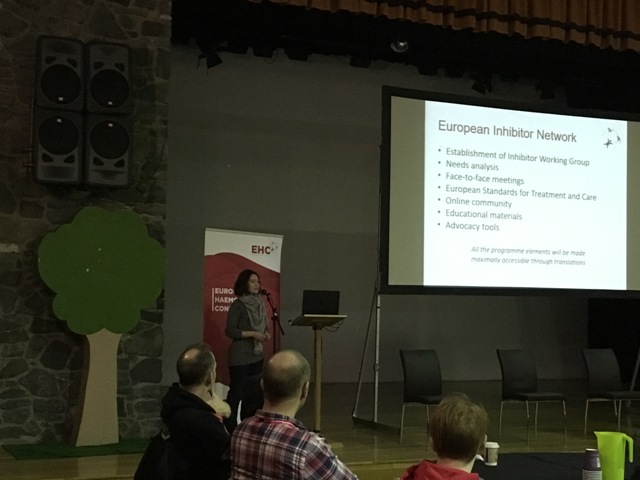 European Inhibitor Network
• Establishment of Inhibitor Working Group
• Needs analysis
• Face-to-face meetings
• European Standards for Treatment and Care
• Online community
• Educational materials
• Advocacy tools
All the programme elements will be made
maximally accessible through translations
EHC
EURO
HAEMO
CON